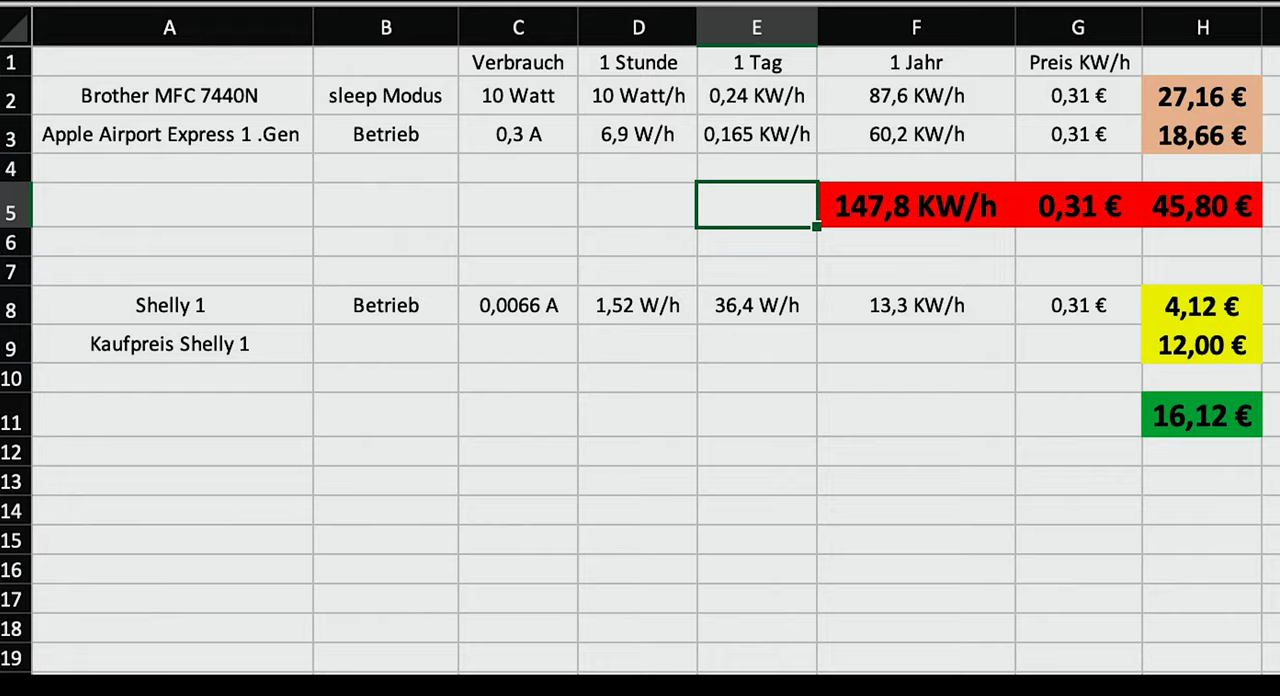 A B C D E F G H
1 Verbrauch 1 Stunde 1 Tag 1 Jahr Preis KW/h
2 Brother MFC 7440N sleep Modus 10 Watt 10 Watt/h 0,24 KW/h 87,6 KW/h 0,31 € 27,16 €
3 Apple Airport Express 1 .Gen Betrieb 0,3 A 6,9 W/h 0,165 KW/h 60,2 KW/h 0,31 € 18,66 €
4
5 147,8 KW/h 0,31 € 45,80 €
6
7
8 Shelly 1 Betrieb 0,0066 A 1,52 W/h 36,4 W/h 13,3 KW/h 0,31 € 4,12 €
9 Kaufpreis Shelly 1 12,00 €
10
11 16,12 €
12
13
14
15
16
17
18
19